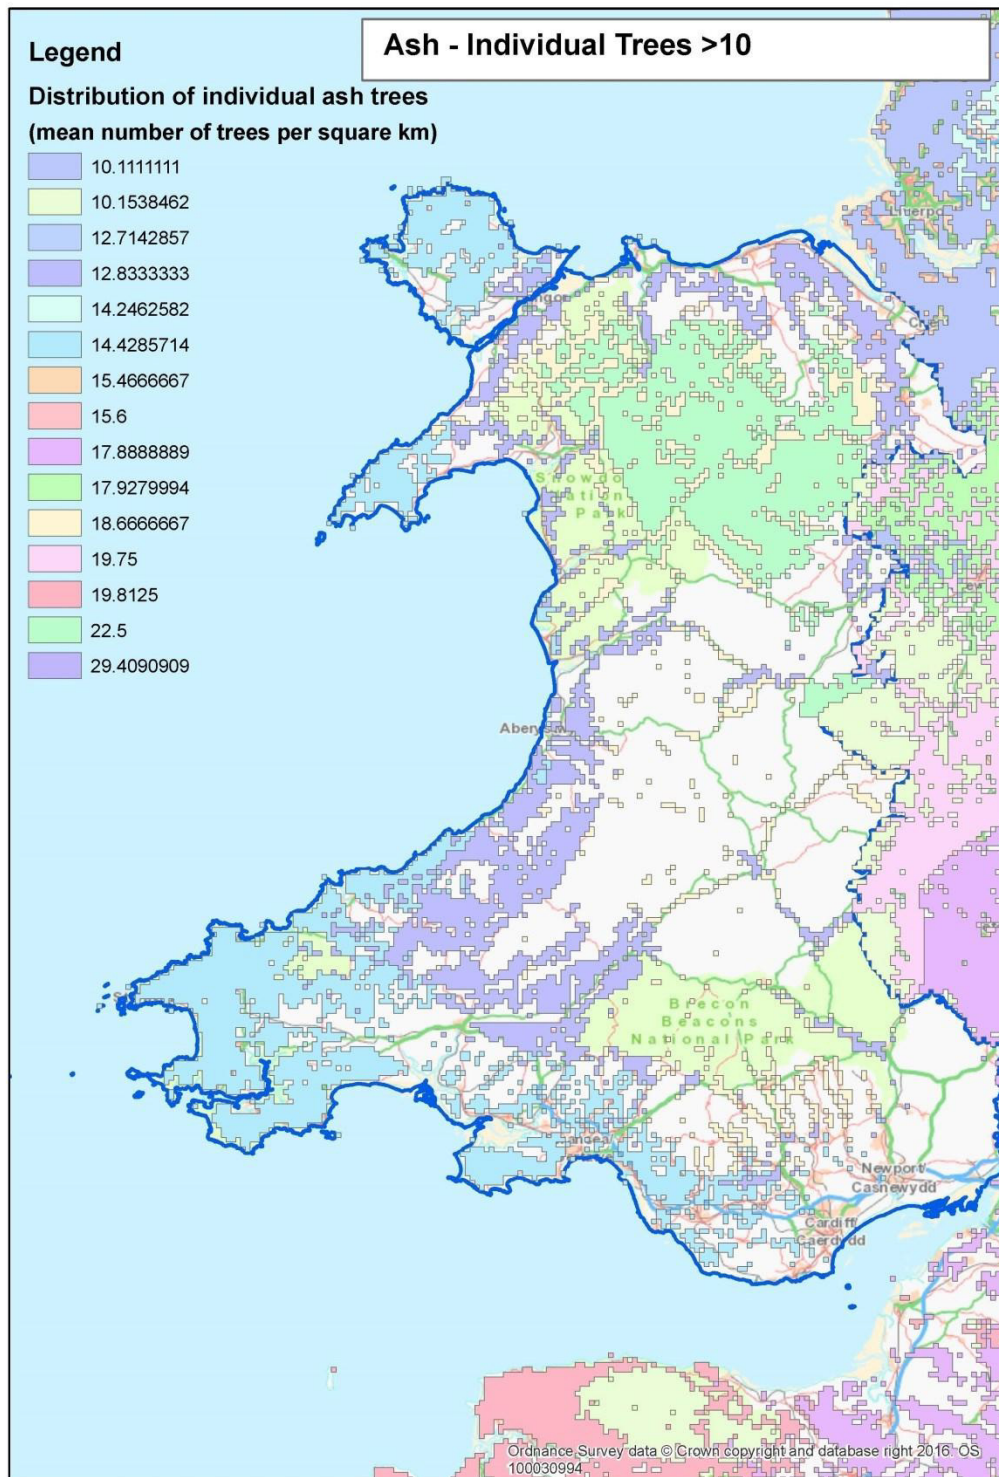 Ash - Individual Trees >10
Legend
Distribution of individual ash trees
(mean number of trees per square km)
10.1111111
10.1538462
12.7142857
12.8333333
14.2462582
14.4285714
15.4666667
15.6
17.8888889
17.9279994
18.6666667
19.75
19.8125
22.5
29.4090909
Park
Brecon
Beacons
National Park
Newport/
Casnewydd
Cardiff/
Caerdydd
Ordnance Survey data © Crown copyright and database right 2016. OS
100030994